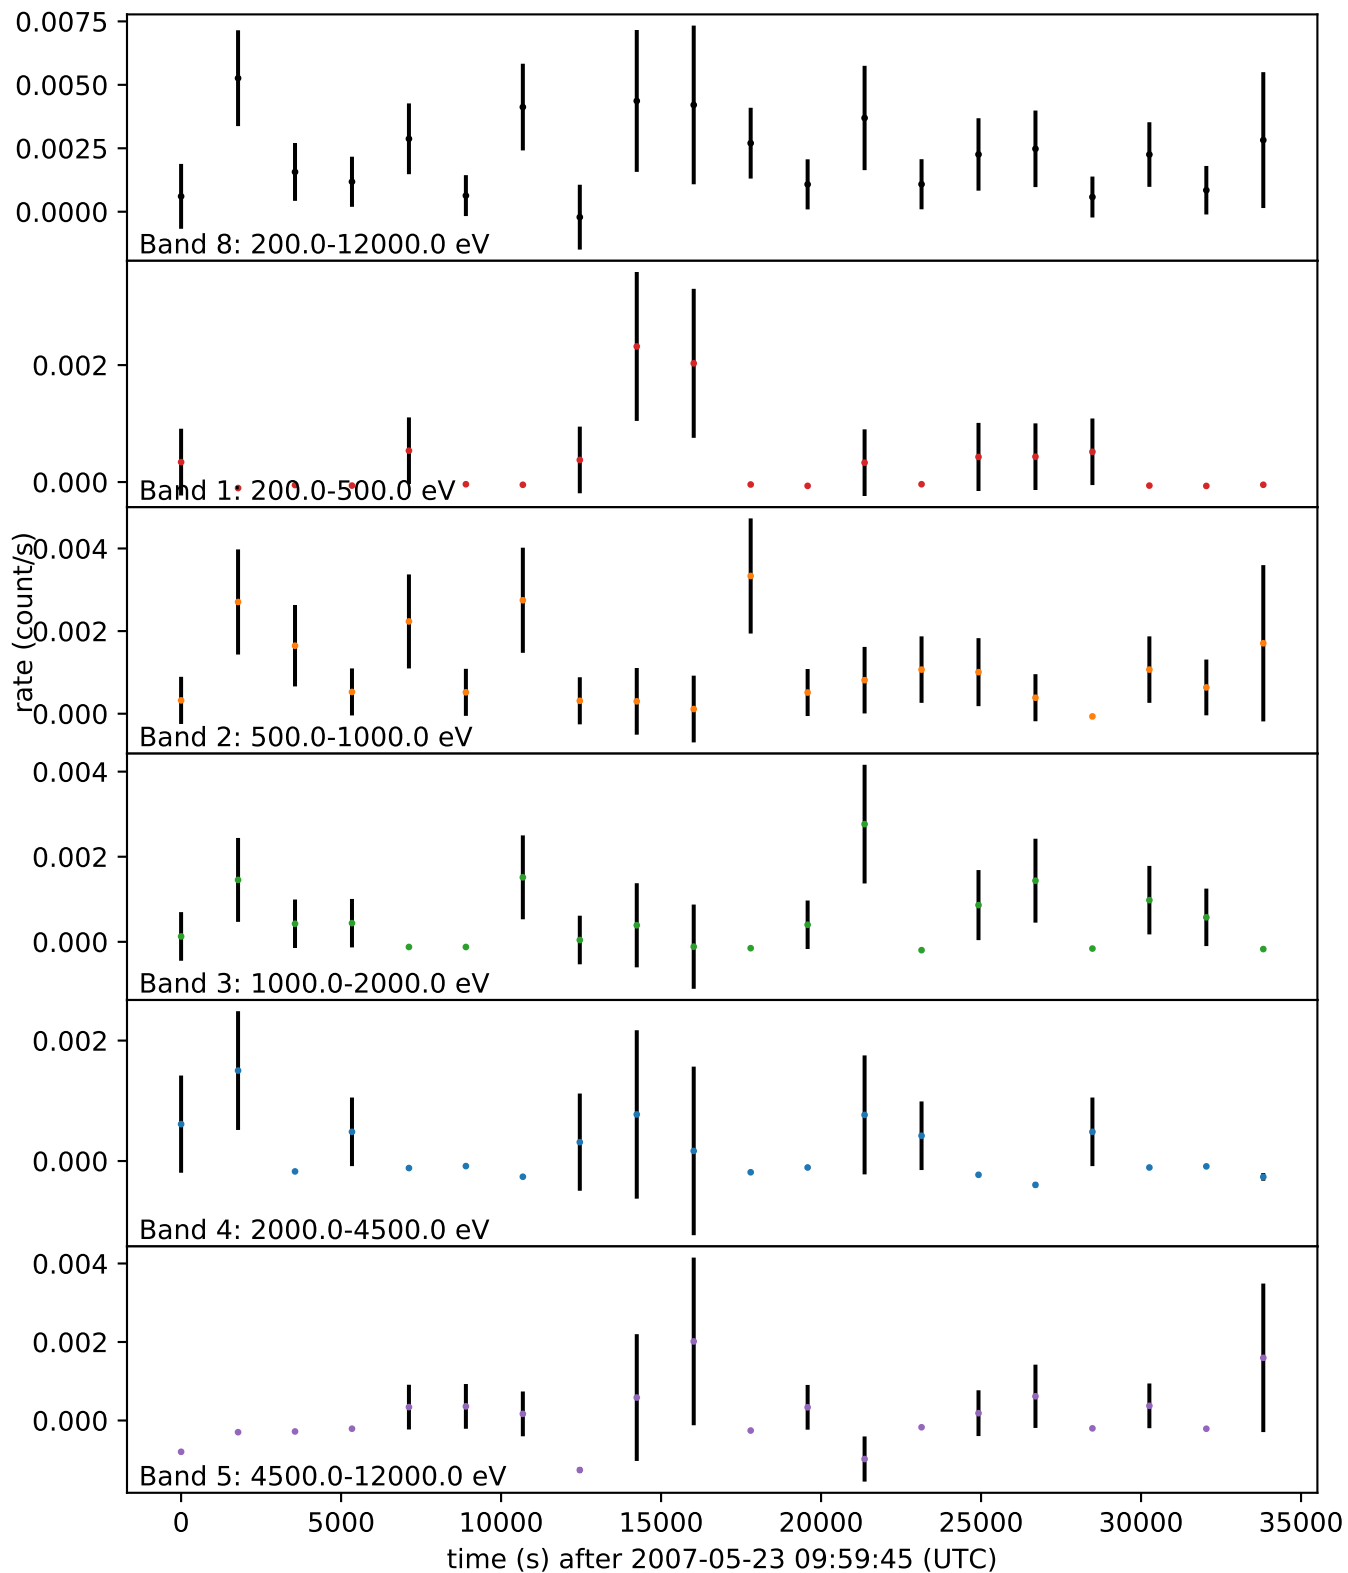 0.0075
0.0050
0.0025
0.0000
Band 8: 200.0-12000.0 eV
0.002
0.000
Band 1: 200.0-500.0 eV
rate (count/s)
0.004
0.002
0.000
Band 2: 500.0-1000.0 eV
0.004
0.002
0.000
Band 3: 1000.0-2000.0 eV
0.002
0.000
Band 4: 2000.0-4500.0 eV
0.004
0.002
0.000
Band 5: 4500.0-12000.0 eV
0 5000 10000 15000 20000 25000 30000 35000
time (s) after 2007-05-23 09:59:45 (UTC)